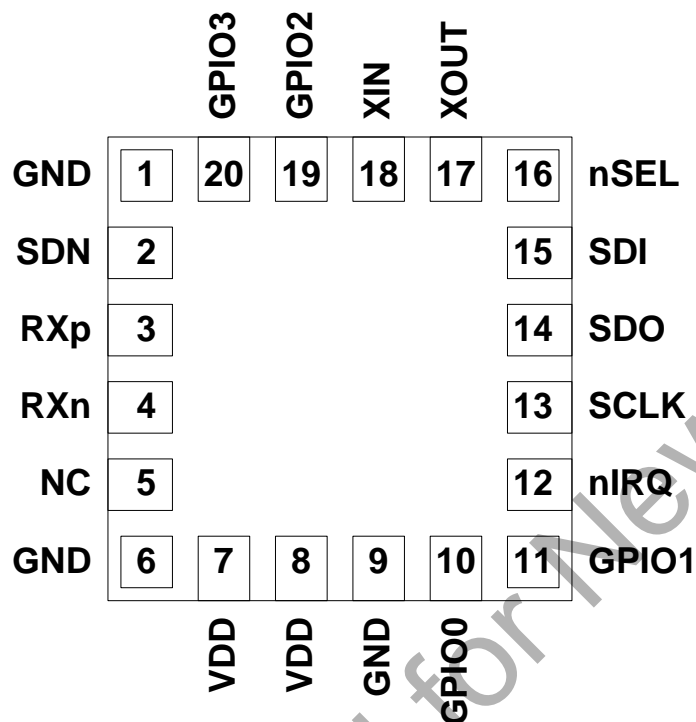 GPIO3 GPIO2 XIN XOUT
GND 1 20 19 18 17 16 nSEL
SDN 2 15 SDI
RXp 3 14 SDO
RXn 4 13 SCLK
NC 5 12 nIRQ
GND 6 7 8 9 10 11 GPIO1
VDD VDD GND GPIO0
for New